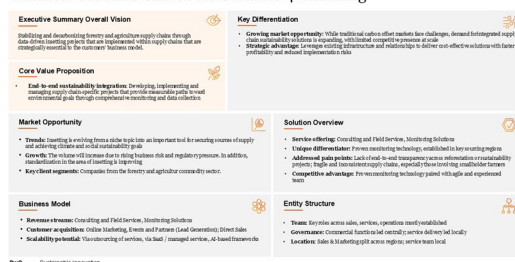 Executive Summary Overall Vision
Stabilizing and decarbonizing forestry and agriculture supply chains through
data-driven insetting projects that are implemented within supply chains that are
strategically essential to the customers' business model.
Core Value Proposition
• End-to-end sustainability integration: Developing, implementing and
managing supply chain-specific projects that provide measurable paths toward
environmental goals through comprehensive monitoring and data collection
Key Differentiation
• Growing market opportunity: While traditional carbon offset markets face challenges, demand for integrated supply
chain sustainability solutions is expanding, with limited competitive presence at scale
• Strategic advantage: Leverages existing infrastructure and relationships to deliver cost-effective solutions with faster
profitability and reduced implementation risks
Market Opportunity
• Trends: Insetting is evolving from a niche topic into an important tool for securing sources of supply
and achieving climate and social sustainability goals
• Growth: The volume will increase due to rising business risk and regulatory pressure. In addition,
standardization in the area of insetting is improving
• Key client segments: Companies from the forestry and agriculture commodity sector.
Solution Overview
• Service offering: Consulting and Field Services, Monitoring Solutions
• Unique differentiator: Proven monitoring technology, established in key sourcing regions
• Addressed pain points: Lack of end-to-end transparency across reforestation or sustainability
projects; fragile and inconsistent supply chains, especially those involving smallholder farmers
• Competitive advantage: Proven monitoring technology paired with agile and experienced
team
Business Model
• Revenue streams: Consulting and Field Services, Monitoring Solutions
• Customer acquisition: Online Marketing, Events and Partners (Lead Generation); Direct Sales
• Scalability potential: Via outsourcing of services, via SaaS / managed services, AI-based frameworks
Entity Structure
• Team: Key roles across sales, services, operations mostly established
• Governance: Commercial functions led centrally; service delivery led locally
• Location: Sales & Marketing split across regions; service team local